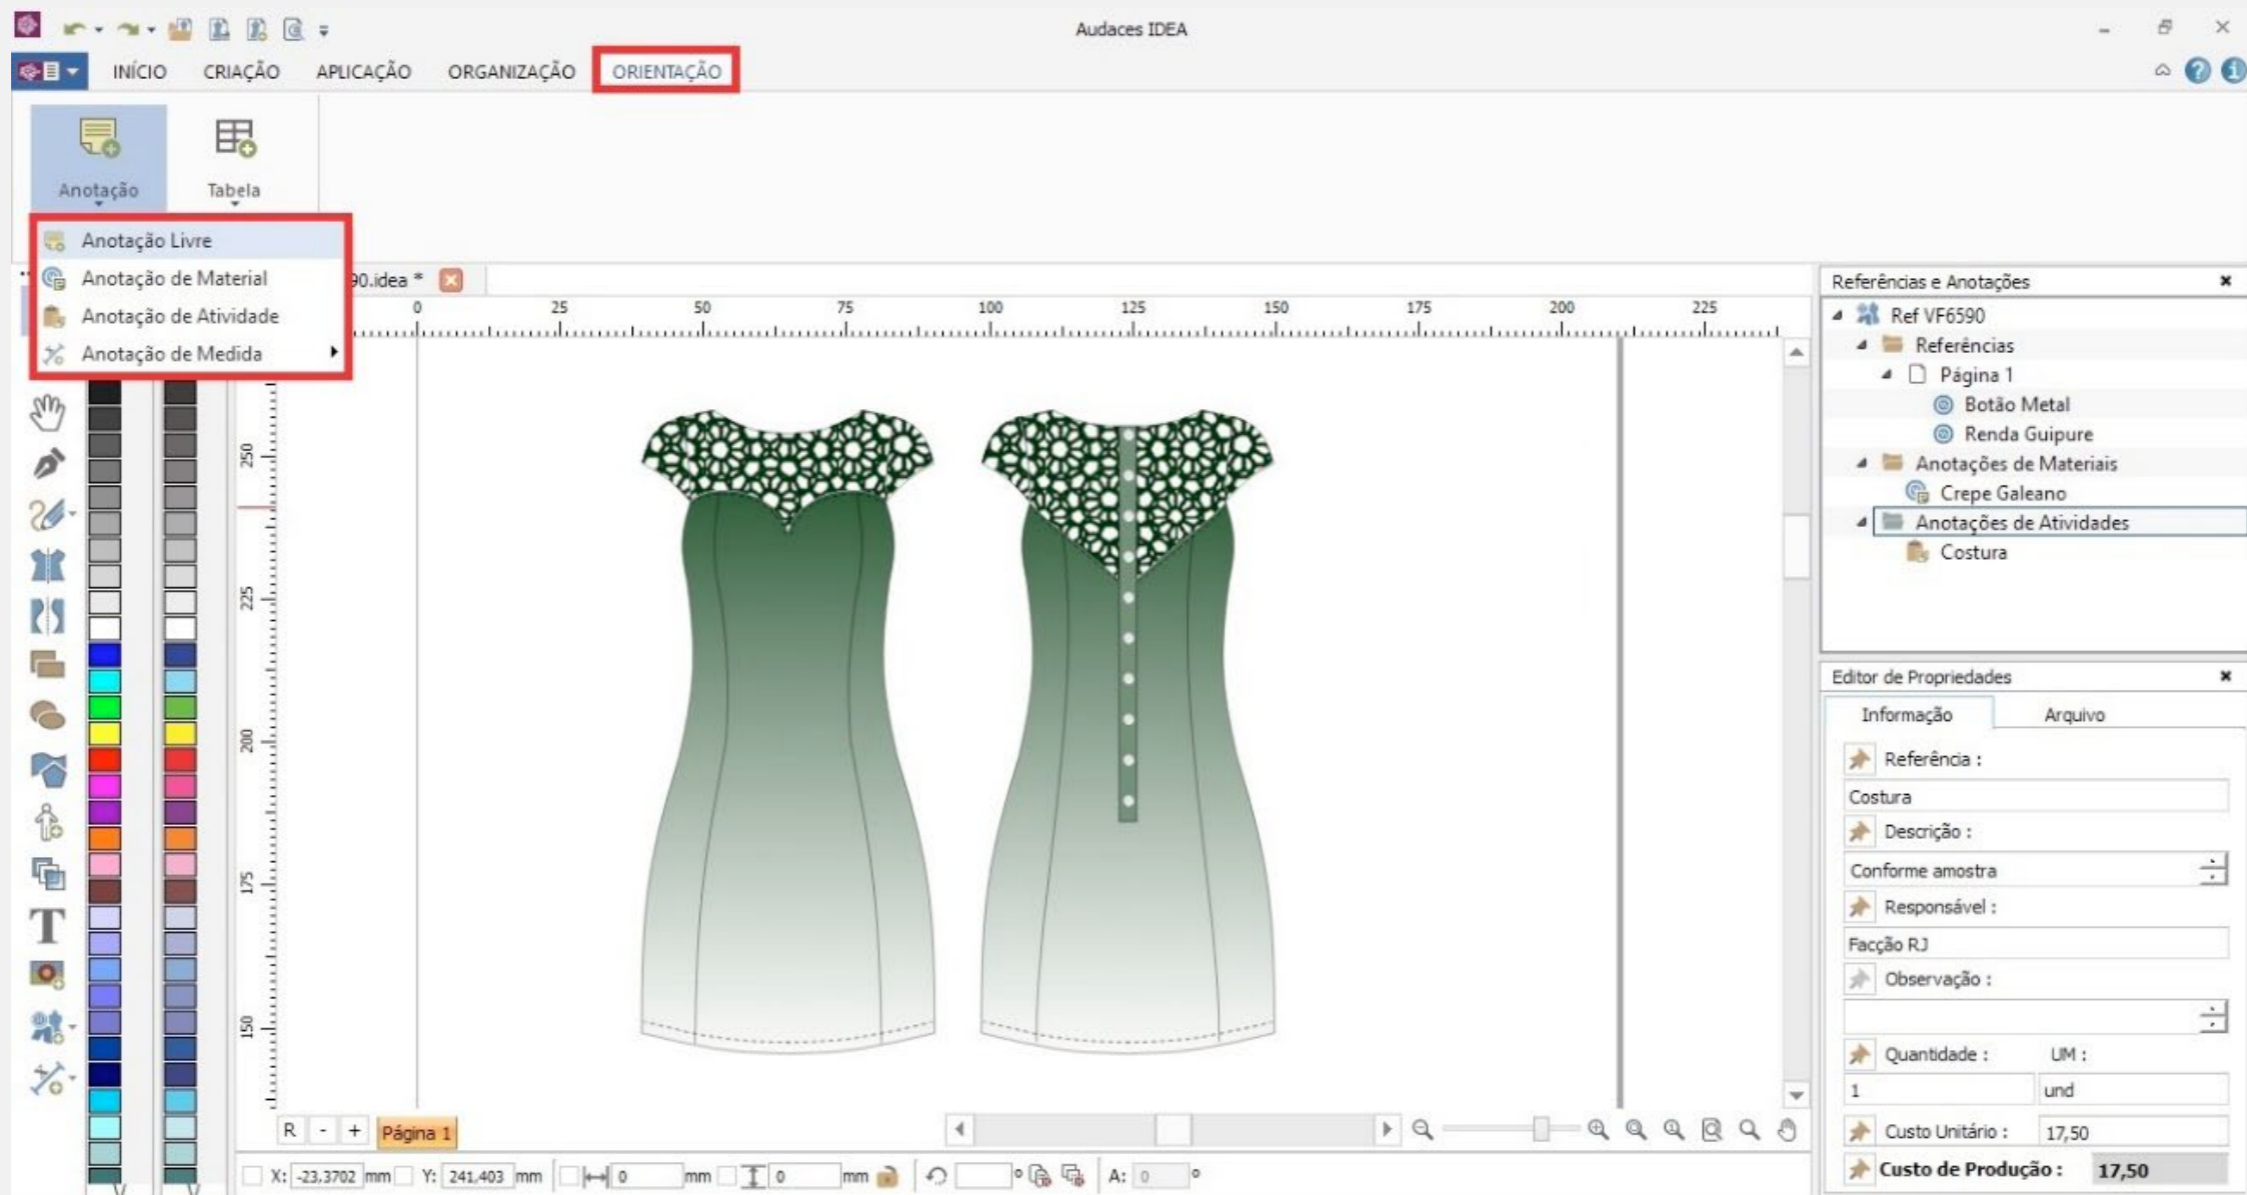 Audaces IDEA
INÍCIO CRIAÇÃO APLICAÇÃO ORGANIZAÇÃO ORIENTAÇÃO
Anotação Tabela
Anotação Livre
Anotação de Material
Anotação de Atividade
Anotação de Medida
90.idea *
0 25 50 75 100 125 150 175 200 225
250
225
200
175
150
T
Referências e Anotações
Ref VF6590
Referências
Página 1
Botão Metal
Renda Guipure
Anotações de Materiais
Crepe Galeano
Anotações de Atividades
Costura
Editor de Propriedades
Informação Arquivo
Referência :
Costura
Descrição :
Conforme amostra
Responsável :
Facção RJ
Observação :
Quantidade : UM :
1 und
Custo Unitário : 17,50
Custo de Produção : 17,50
R - + Página 1
X: -23,3702 mm Y: 241,403 mm 0 mm 0 mm ° A: 0 °